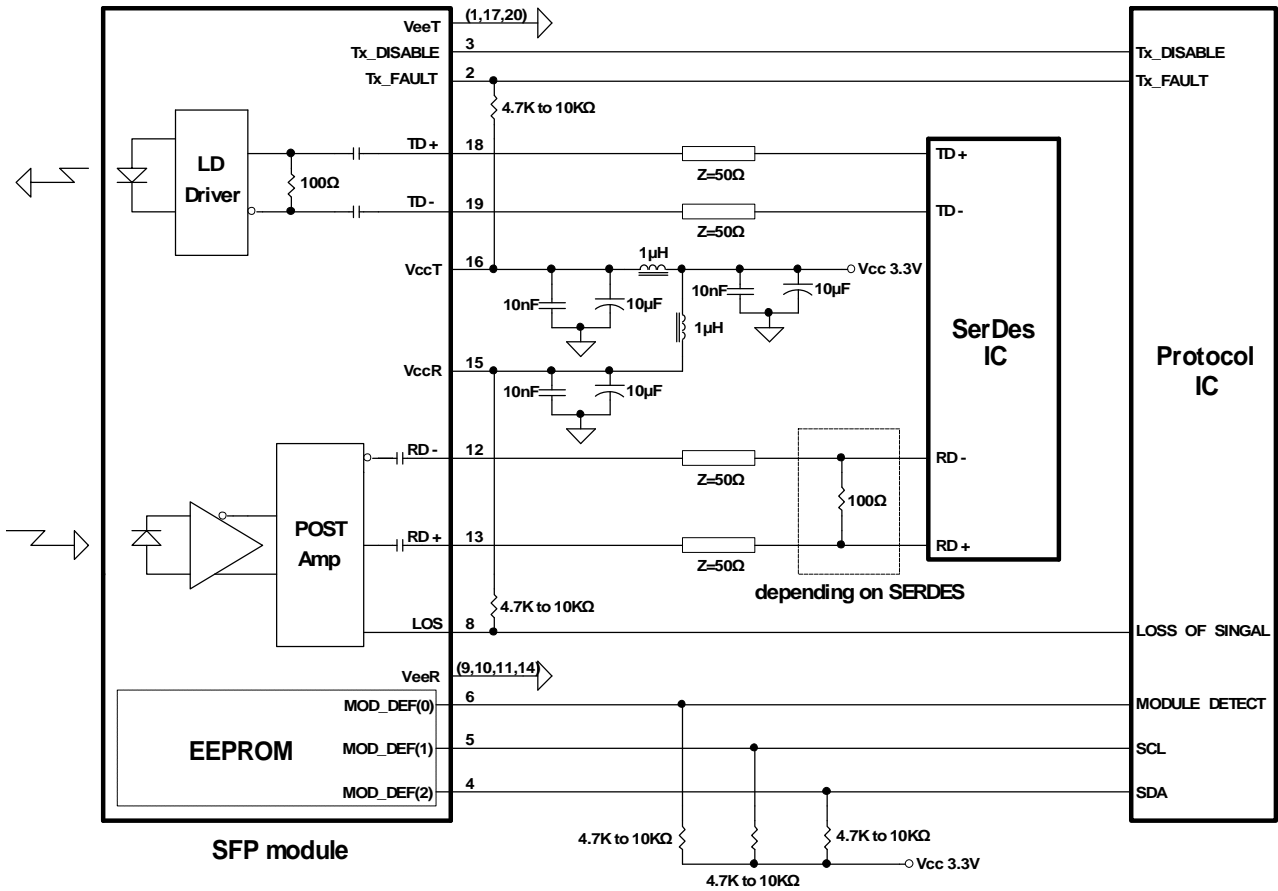 VeeT (1,17,20)
Tx_DISABLE 3 Tx_DISABLE
Tx_FAULT 2 Tx_FAULT
4.7K to 10KΩ
LD
Driver
100Ω
TD+ 18 Z=50Ω TD+
TD- 19 Z=50Ω TD-
1µH
VccT 16 Vcc 3.3V
10nF 10µF 10nF 10µF
1µH
VccR 15
10nF 10µF
SerDes
IC
Protocol
IC
RD- 12 Z=50Ω RD-
100Ω
POST
Amp
RD+ 13 Z=50Ω RD+
depending on SERDES
4.7K to 10KΩ
LOS 8 LOSS OF SINGAL
VeeR (9,10,11,14)
MOD_DEF(0) 6 MODULE DETECT
EEPROM
MOD_DEF(1) 5 SCL
MOD_DEF(2) 4 SDA
SFP module
4.7K to 10KΩ 4.7K to 10KΩ
Vcc 3.3V
4.7K to 10KΩ